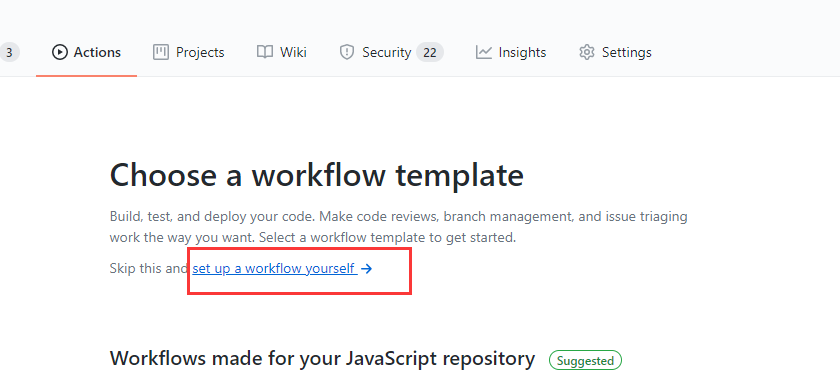 3 Actions Projects Wiki Security 22 Insights Settings
Choose a workflow template
Build, test, and deploy your code. Make code reviews, branch management, and issue triaging
work the way you want. Select a workflow template to get started.
Skip this and set up a workflow yourself →
Workflows made for your JavaScript repository Suggested